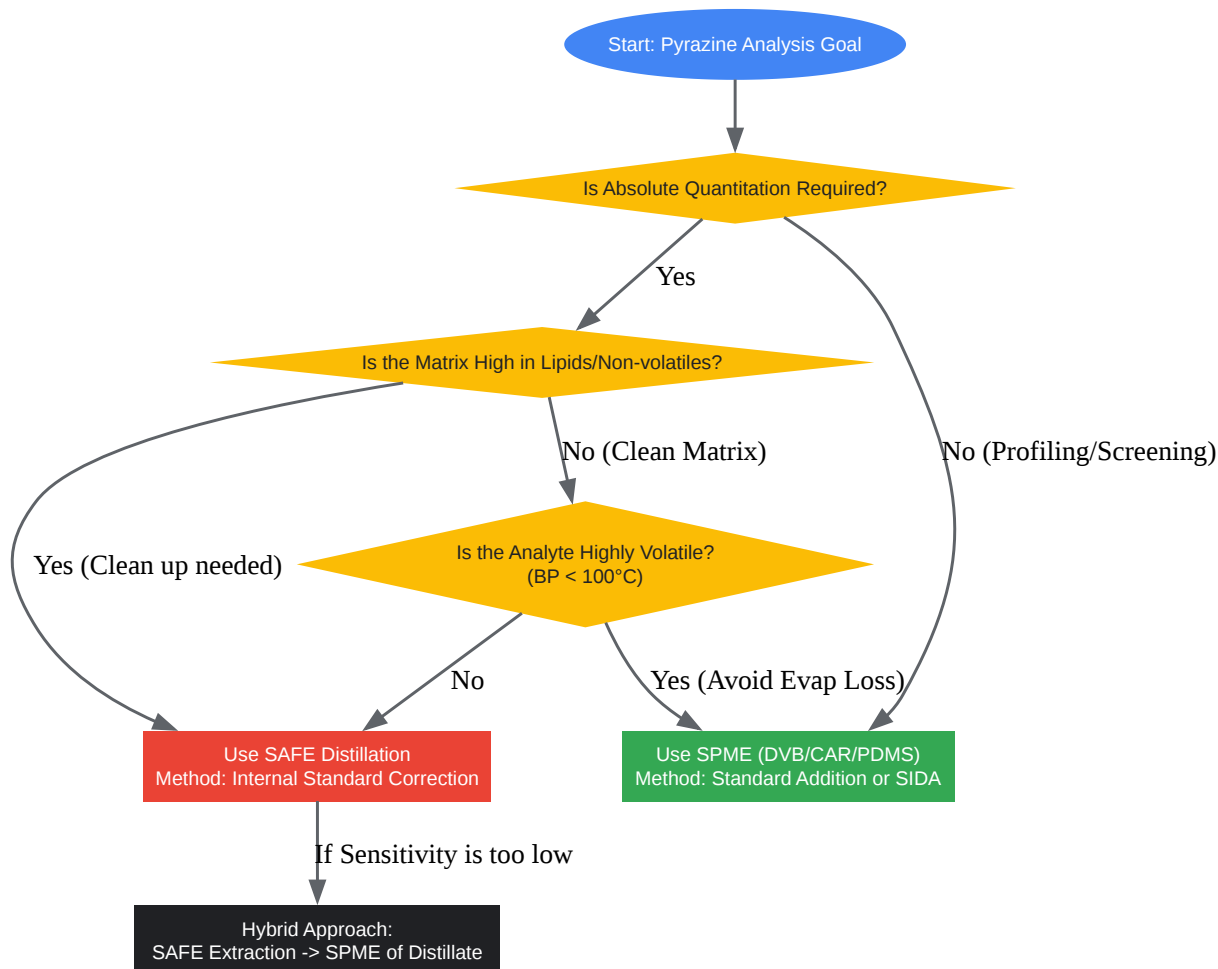 Start: Pyrazine Analysis Goal
Is Absolute Quantitation Required?
Yes
Is the Matrix High in Lipids/Non-volatiles?
No (Clean Matrix)
No (Profiling/Screening)
Yes (Clean up needed)
Is the Analyte Highly Volatile?
(BP < 100°C)
No
Yes (Avoid Evap Loss)
Use SAFE Distillation
Method: Internal Standard Correction
Use SPME (DVB/CAR/PDMS)
Method: Standard Addition or SIDA
If Sensitivity is too low
Hybrid Approach:
SAFE Extraction -> SPME of Distillate